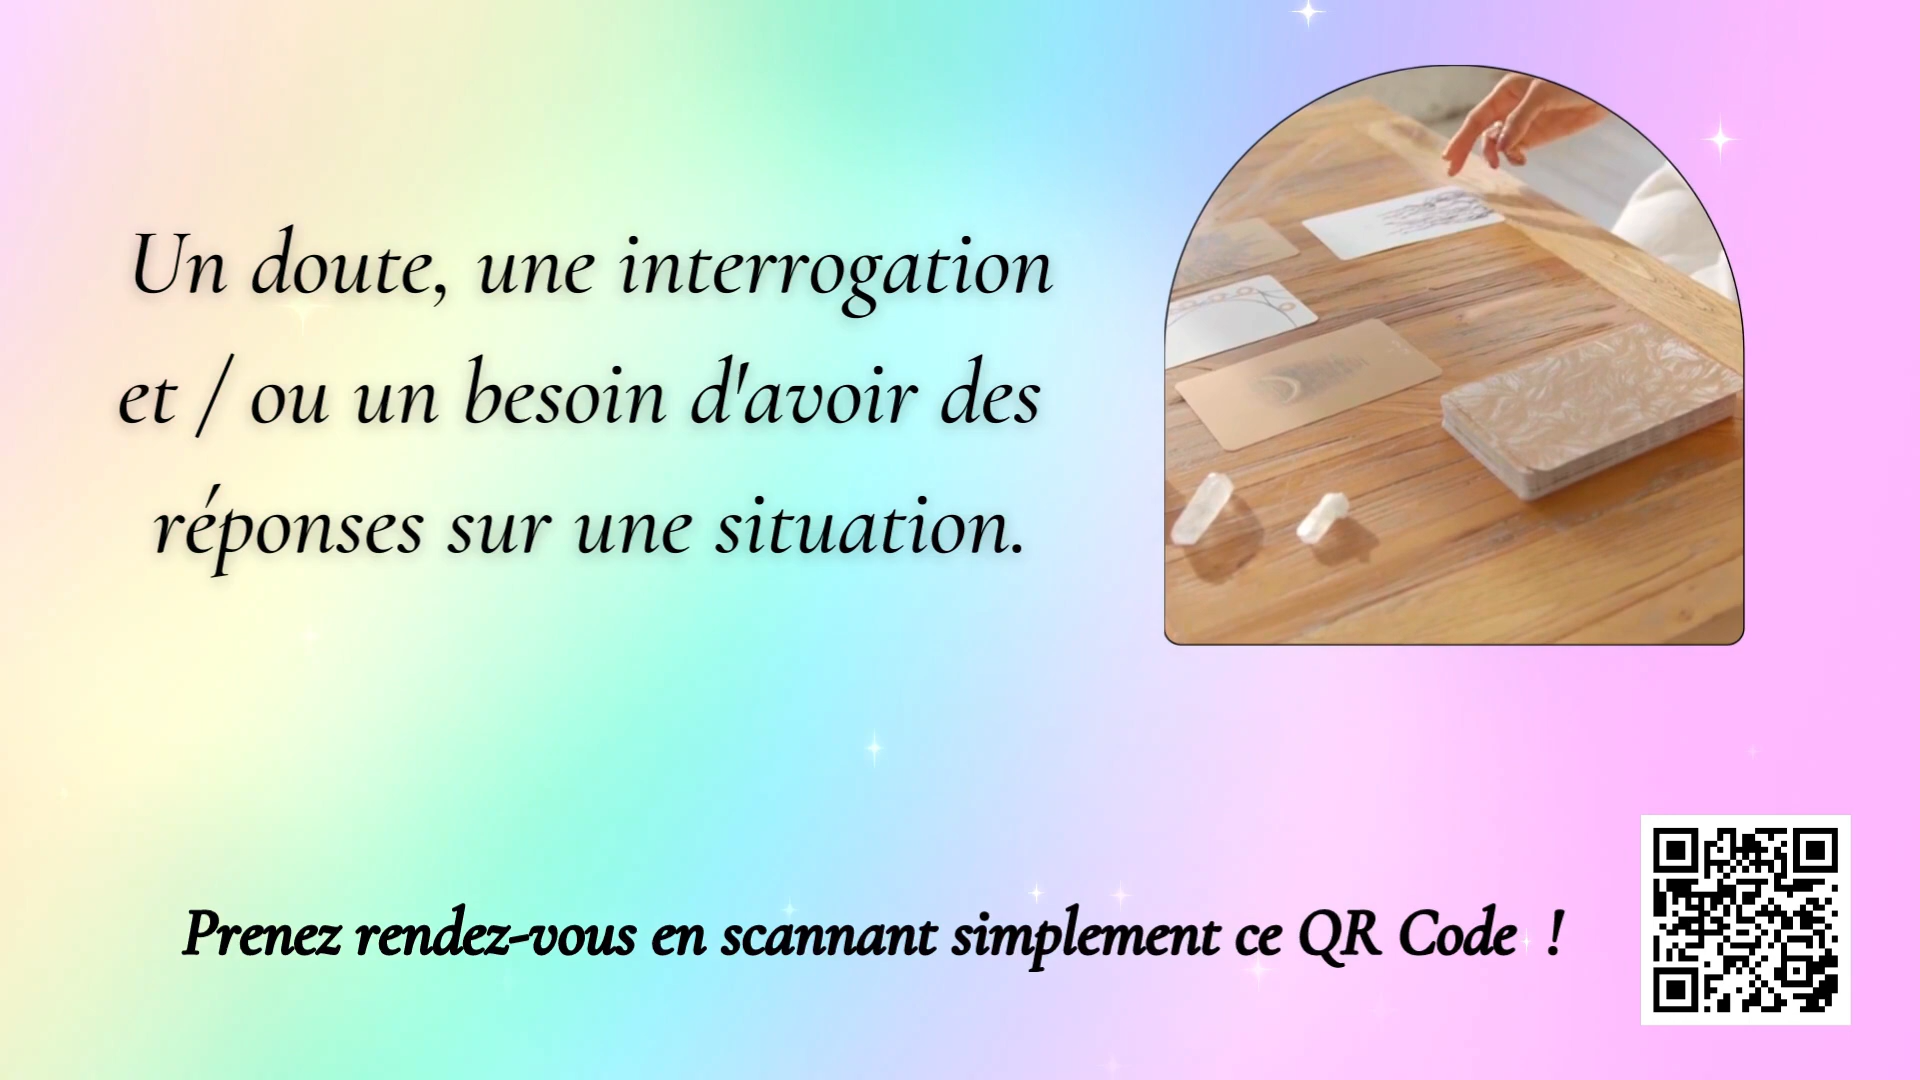 Un doute, une interrogation
et / ou un besoin d'avoir des
réponses sur une situation.
Prenez rendez-vous en scannant simplement ce QR Code !